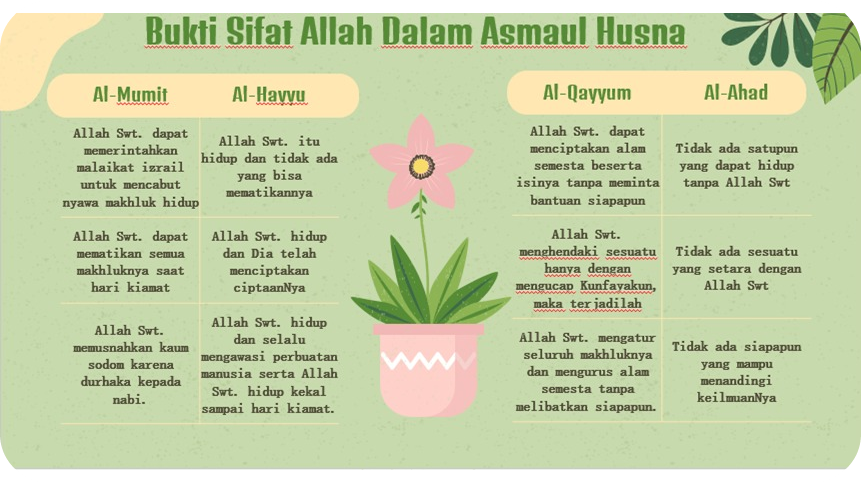 Bukti Sifat Allah Dalam Asmaul Husna
Al-Mumit
Al-Hayyu
Allah Swt. dapat
memerintahkan
malaikat izrail
untuk mencabut
nyawa makhluk hidup
Allah Swt. itu
hidup dan tidak ada
yang bisa
mematikannya
Allah Swt. dapat
mematikan semua
makhluknya saat
hari kiamat
Allah Swt. hidup
dan Dia telah
menciptakan
ciptaanNya
Allah Swt.
memusnahkan kaum
sodom karena
durhaka kepada
nabi.
Allah Swt. hidup
dan selalu
mengawasi perbuatan
manusia serta Allah
Swt. hidup kekal
sampai hari kiamat.
Al-Qayyum
Al-Ahad
Allah Swt. dapat
menciptakan alam
semesta beserta
isinya tanpa meminta
bantuan siapapun
Tidak ada satupun
yang dapat hidup
tanpa Allah Swt
Allah Swt.
menghendaki sesuatu
hanya dengan
mengucap Kunfayakun,
maka terjadilah
Tidak ada sesuatu
yang setara dengan
Allah Swt
Allah Swt. mengatur
seluruh makhluknya
dan mengurus alam
semesta tanpa
melibatkan siapapun.
Tidak ada siapapun
yang mampu
menandingi
keilmuanNya